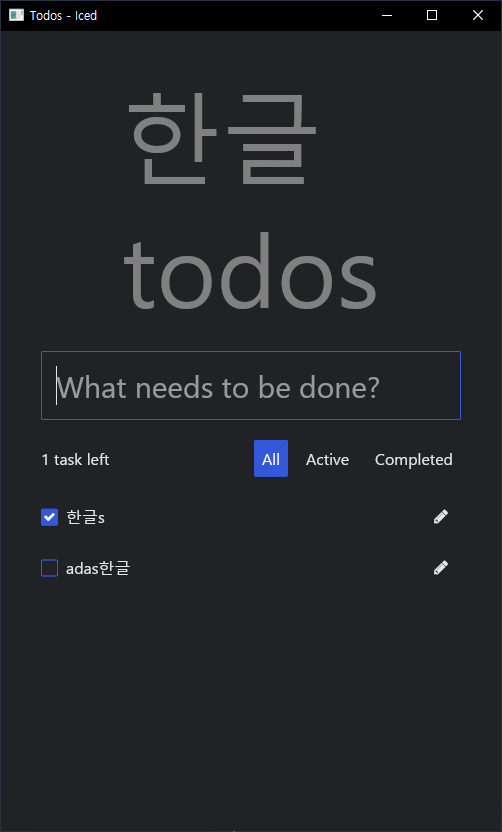 Todos - Iced
한글
todos
What needs to be done?
1 task left All Active Completed
한글s
adas한글